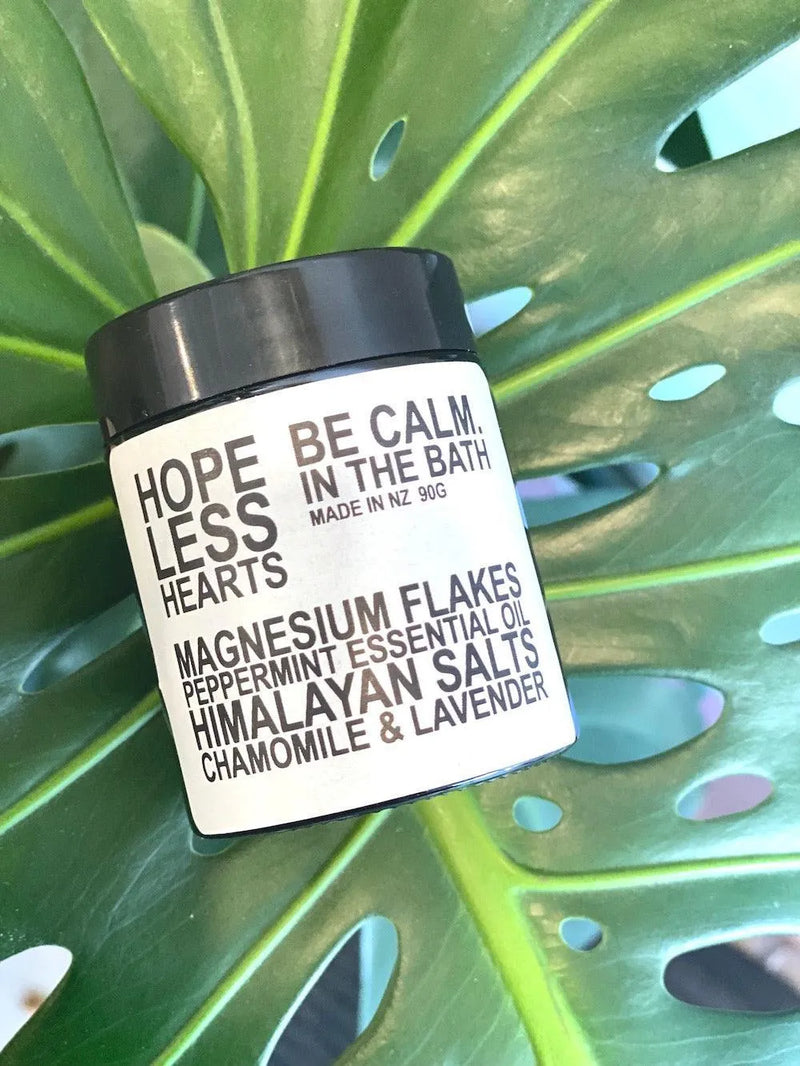 HOPE
LESS
HEARTS
BE CALM.
IN THE BATH
MADE IN NZ 90G
MAGNESIUM FLAKES
PEPPERMINT ESSENTIAL OIL
HIMALAYAN SALTS
CHAMOMILE & LAVENDER